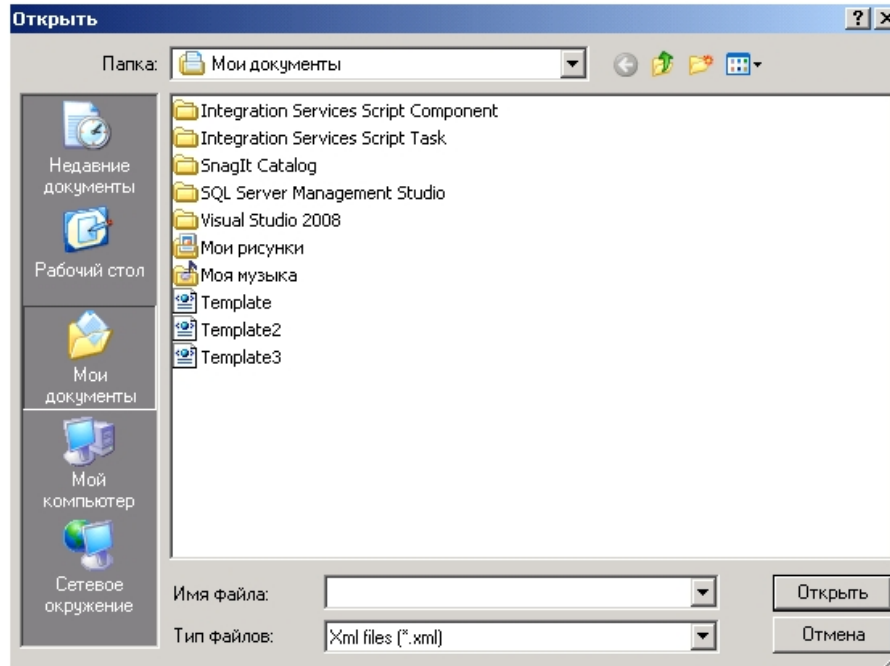 Открыть
Папка: Мои документы
Недавние
документы
Рабочий стол
Мои
документы
Мой
компьютер
Сетевое
окружение
Integration Services Script Component
Integration Services Script Task
SnagIt Catalog
SQL Server Management Studio
Visual Studio 2008
Мои рисунки
Моя музыка
Template
Template2
Template3
Имя файла:
Открыть
Тип файлов: Xml files (*.xml)
Отмена